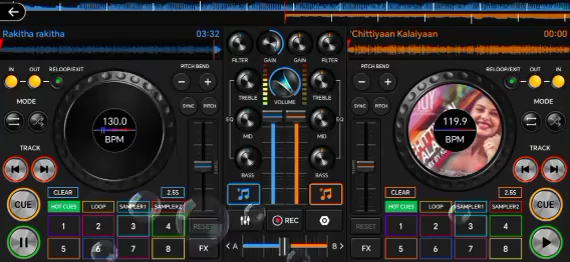 Rakitha rakitha 03:32
'Chittiyaan Kalaiyaan 00:00
FILTER GAIN GAIN FILTER
IN OUT RELOOP/EXIT
PITCH BEND
MODE
SYNC PITCH
130.0
BPM
TRACK
CUE
CLEAR 2.55
HOT CUES LOOP SAMPLER1 SAMPLER2
1 2 3 4 RESET
5 6 7 8 FX
VOLUME
TREBLE TREBLE
EQ EQ
MID MID
BASS BASS
REC
< A B >
PITCH BEND
RELOOP/EXIT IN OUT
SYNC PITCH
MODE
119.9
BPM
TRACK
CUE
CLEAR 2.55
HOT CUES LOOP SAMPLER1 SAMPLER2
RESET 1 2 3 4
FX 5 6 7 8